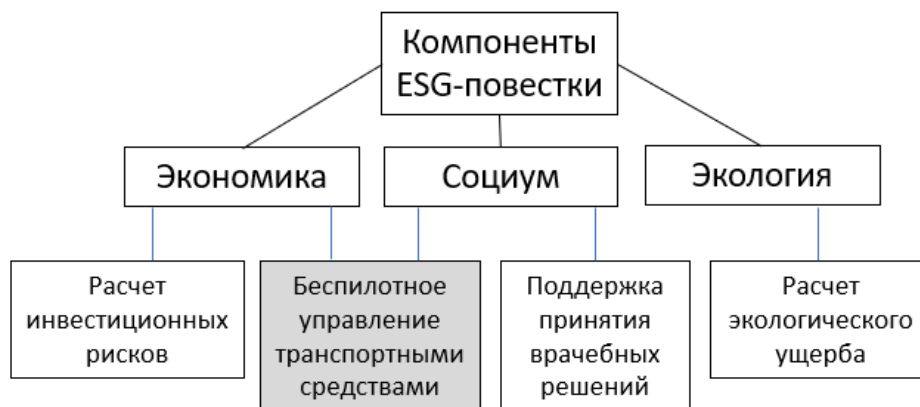 Компоненты
ESG-повестки
Экономика
Социум
Экология
Расчет
инвестиционных
рисков
Беспилотное
управление
транспортными
средствами
Поддержка
принятия
врачебных
решений
Расчет
экологического
ущерба